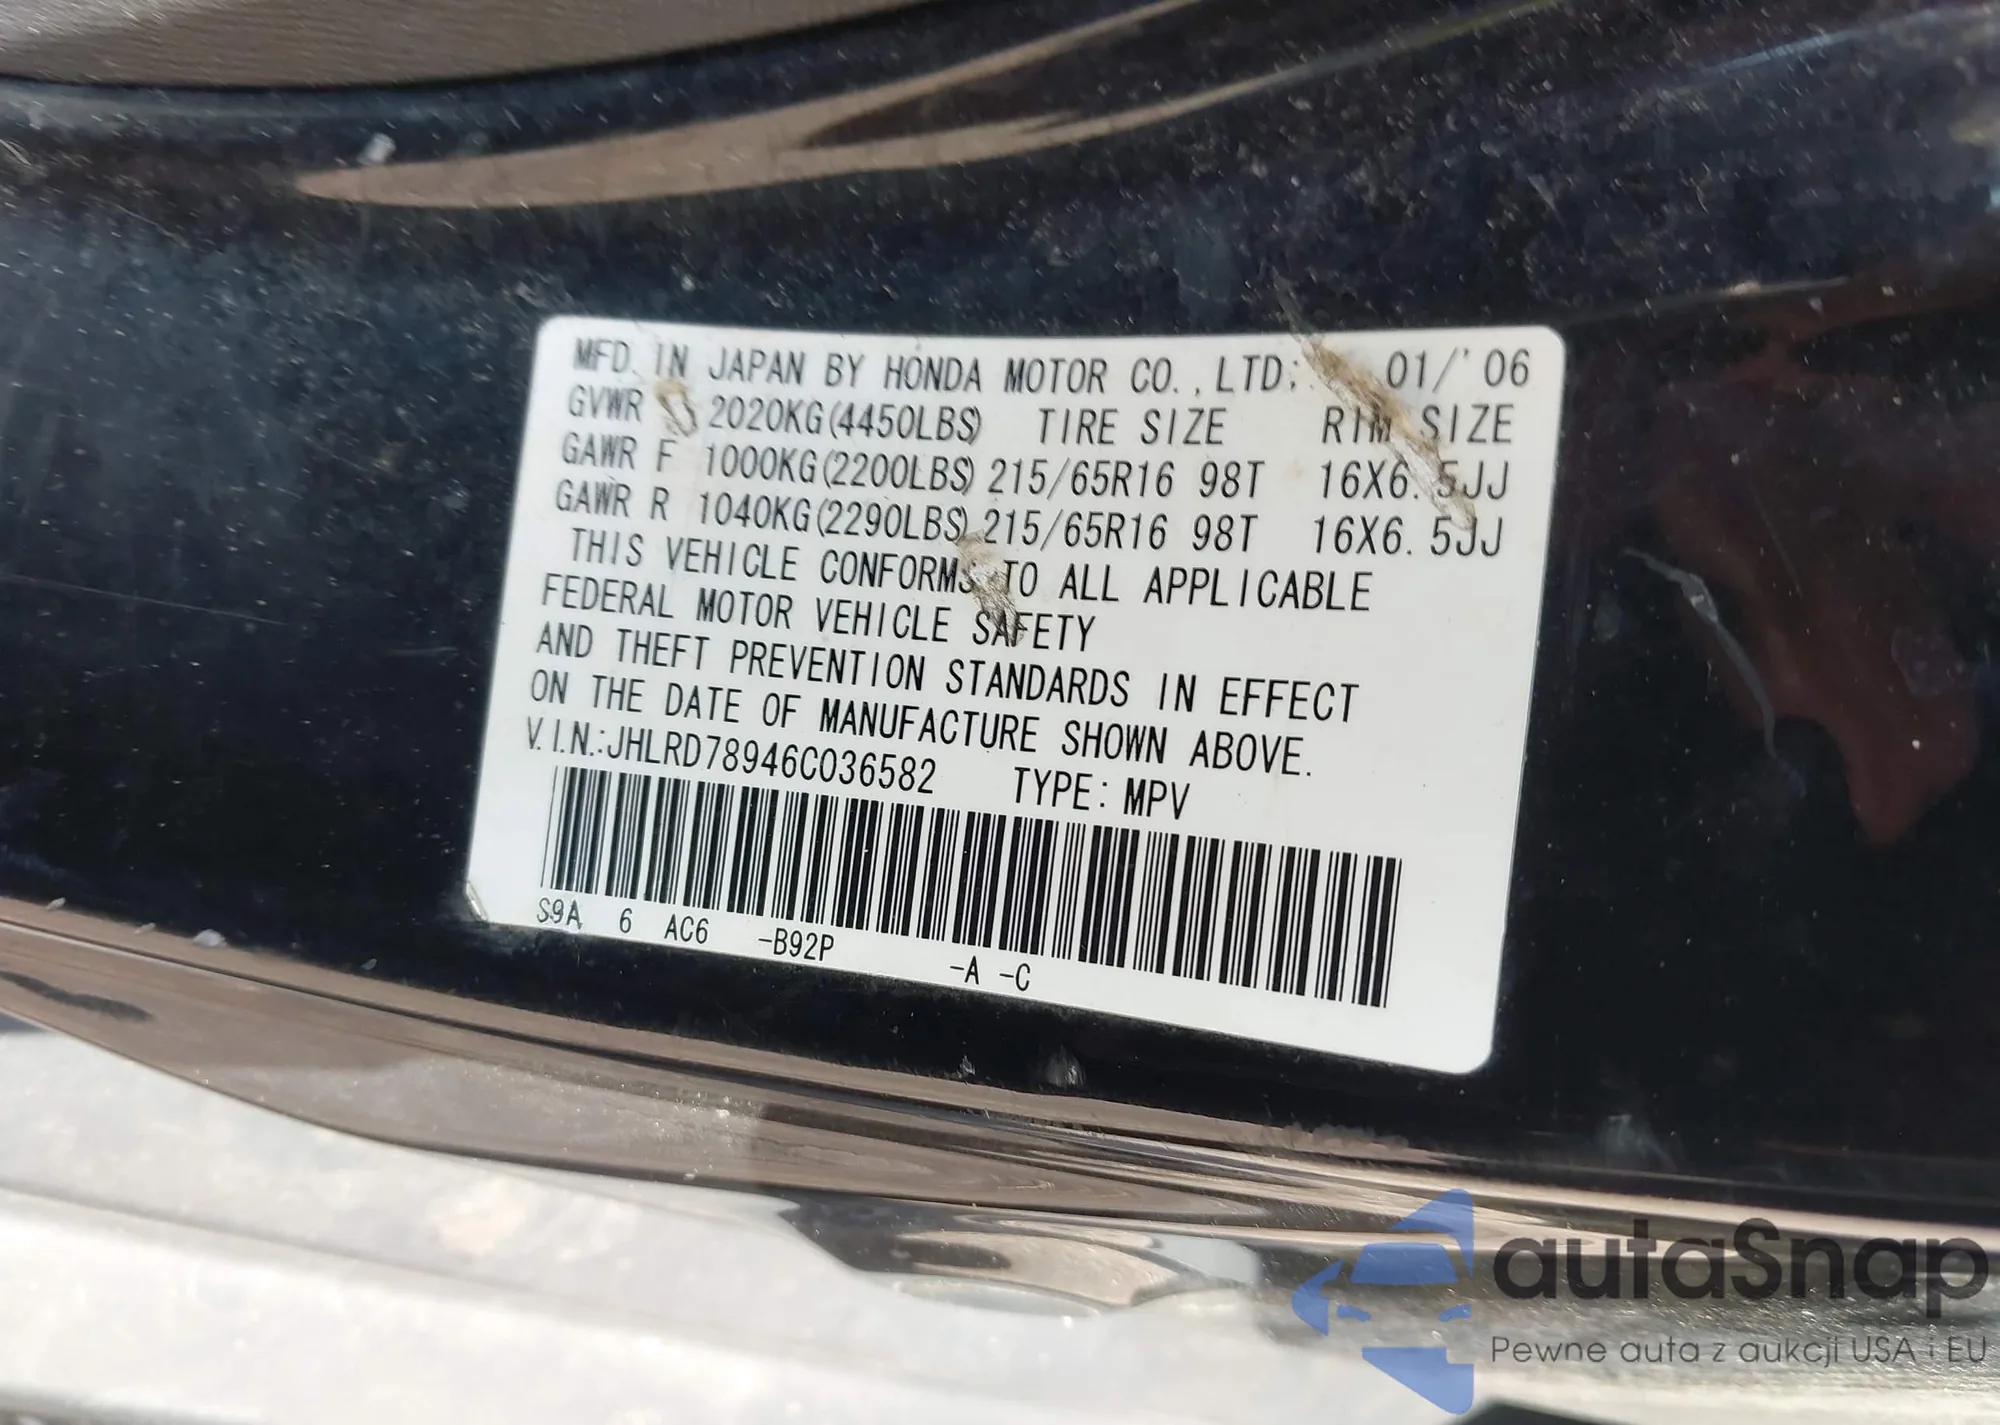 MFD. IN JAPAN BY HONDA MOTOR CO.,LTD: 01/'06
GVWR 2020KG(4450LBS) TIRE SIZE RIM SIZE
GAWR F 1000KG(2200LBS) 215/65R16 98T 16X6.5JJ
GAWR R 1040KG(2290LBS) 215/65R16 98T 16X6.5JJ
THIS VEHICLE CONFORMS TO ALL APPLICABLE
FEDERAL MOTOR VEHICLE SAFETY
AND THEFT PREVENTION STANDARDS IN EFFECT
ON THE DATE OF MANUFACTURE SHOWN ABOVE.
V.I.N.:JHLRD78946C036582 TYPE: MPV
S9A 6 AC6 -B92P -A -C
autaSnap
Pewne auta z aukcji USA i EU